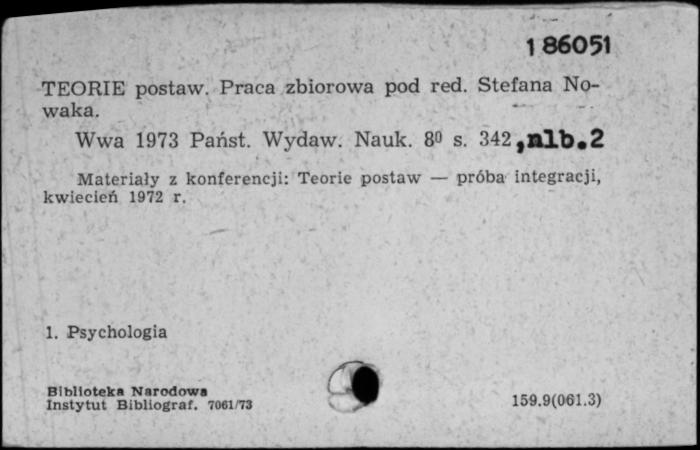 186051
TEORIE postaw. Praca zbiorowa pod red. Stefana No-
waka.
Wwa 1973 Państ. Wydaw. Nauk. 8⁰ s. 342, nlb. 2
Materiały z konferencji: Teorie postaw — próba integracji,
kwiecień 1972 r.
1. Psychologia
Biblioteka Narodowa
Instytut Bibliograf. 7061/73
159.9(061.3)